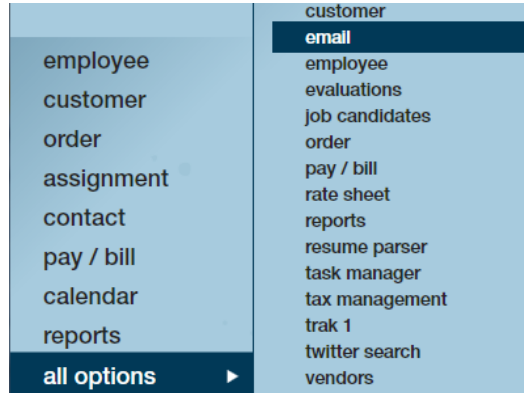 employee
customer
order
assignment
contact
pay / bill
calendar
reports
all options
customer
email
employee
evaluations
job candidates
order
pay / bill
rate sheet
reports
resume parser
task manager
tax management
trak 1
twitter search
vendors